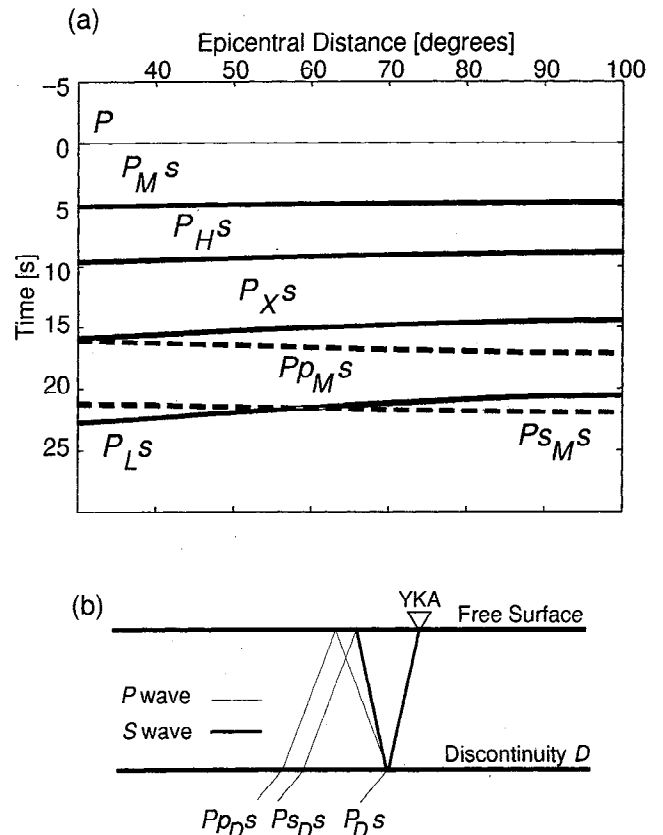 (a)
Epicentral Distance [degrees]
40 50 60 70 80 90 100
−5
P
0
P_M s
5
P_H s
10
Time [s]
P_X s
15
Pp_M s
20
P_L s
Ps_M s
25
(b)
YKA
Free Surface
P wave
S wave
Discontinuity D
Pp_D s Ps_D s P_D s